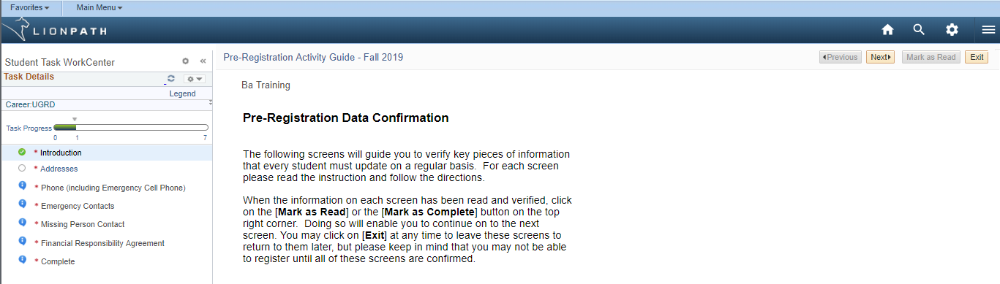 Favorites Main Menu
LIONPATH
Student Task WorkCenter «
Task Details
Legend
Career:UGRD
Task Progress
0 1 7
* Introduction
* Addresses
* Phone (including Emergency Cell Phone)
* Emergency Contacts
* Missing Person Contact
* Financial Responsibility Agreement
* Complete
Pre-Registration Activity Guide - Fall 2019
Previous Next Mark as Read Exit
Ba Training
Pre-Registration Data Confirmation
The following screens will guide you to verify key pieces of information
that every student must update on a regular basis.  For each screen
please read the instruction and follow the directions.
When the information on each screen has been read and verified, click
on the [Mark as Read] or the [Mark as Complete] button on the top
right corner.  Doing so will enable you to continue on to the next
screen. You may click on [Exit] at any time to leave these screens to
return to them later, but please keep in mind that you may not be able
to register until all of these screens are confirmed.